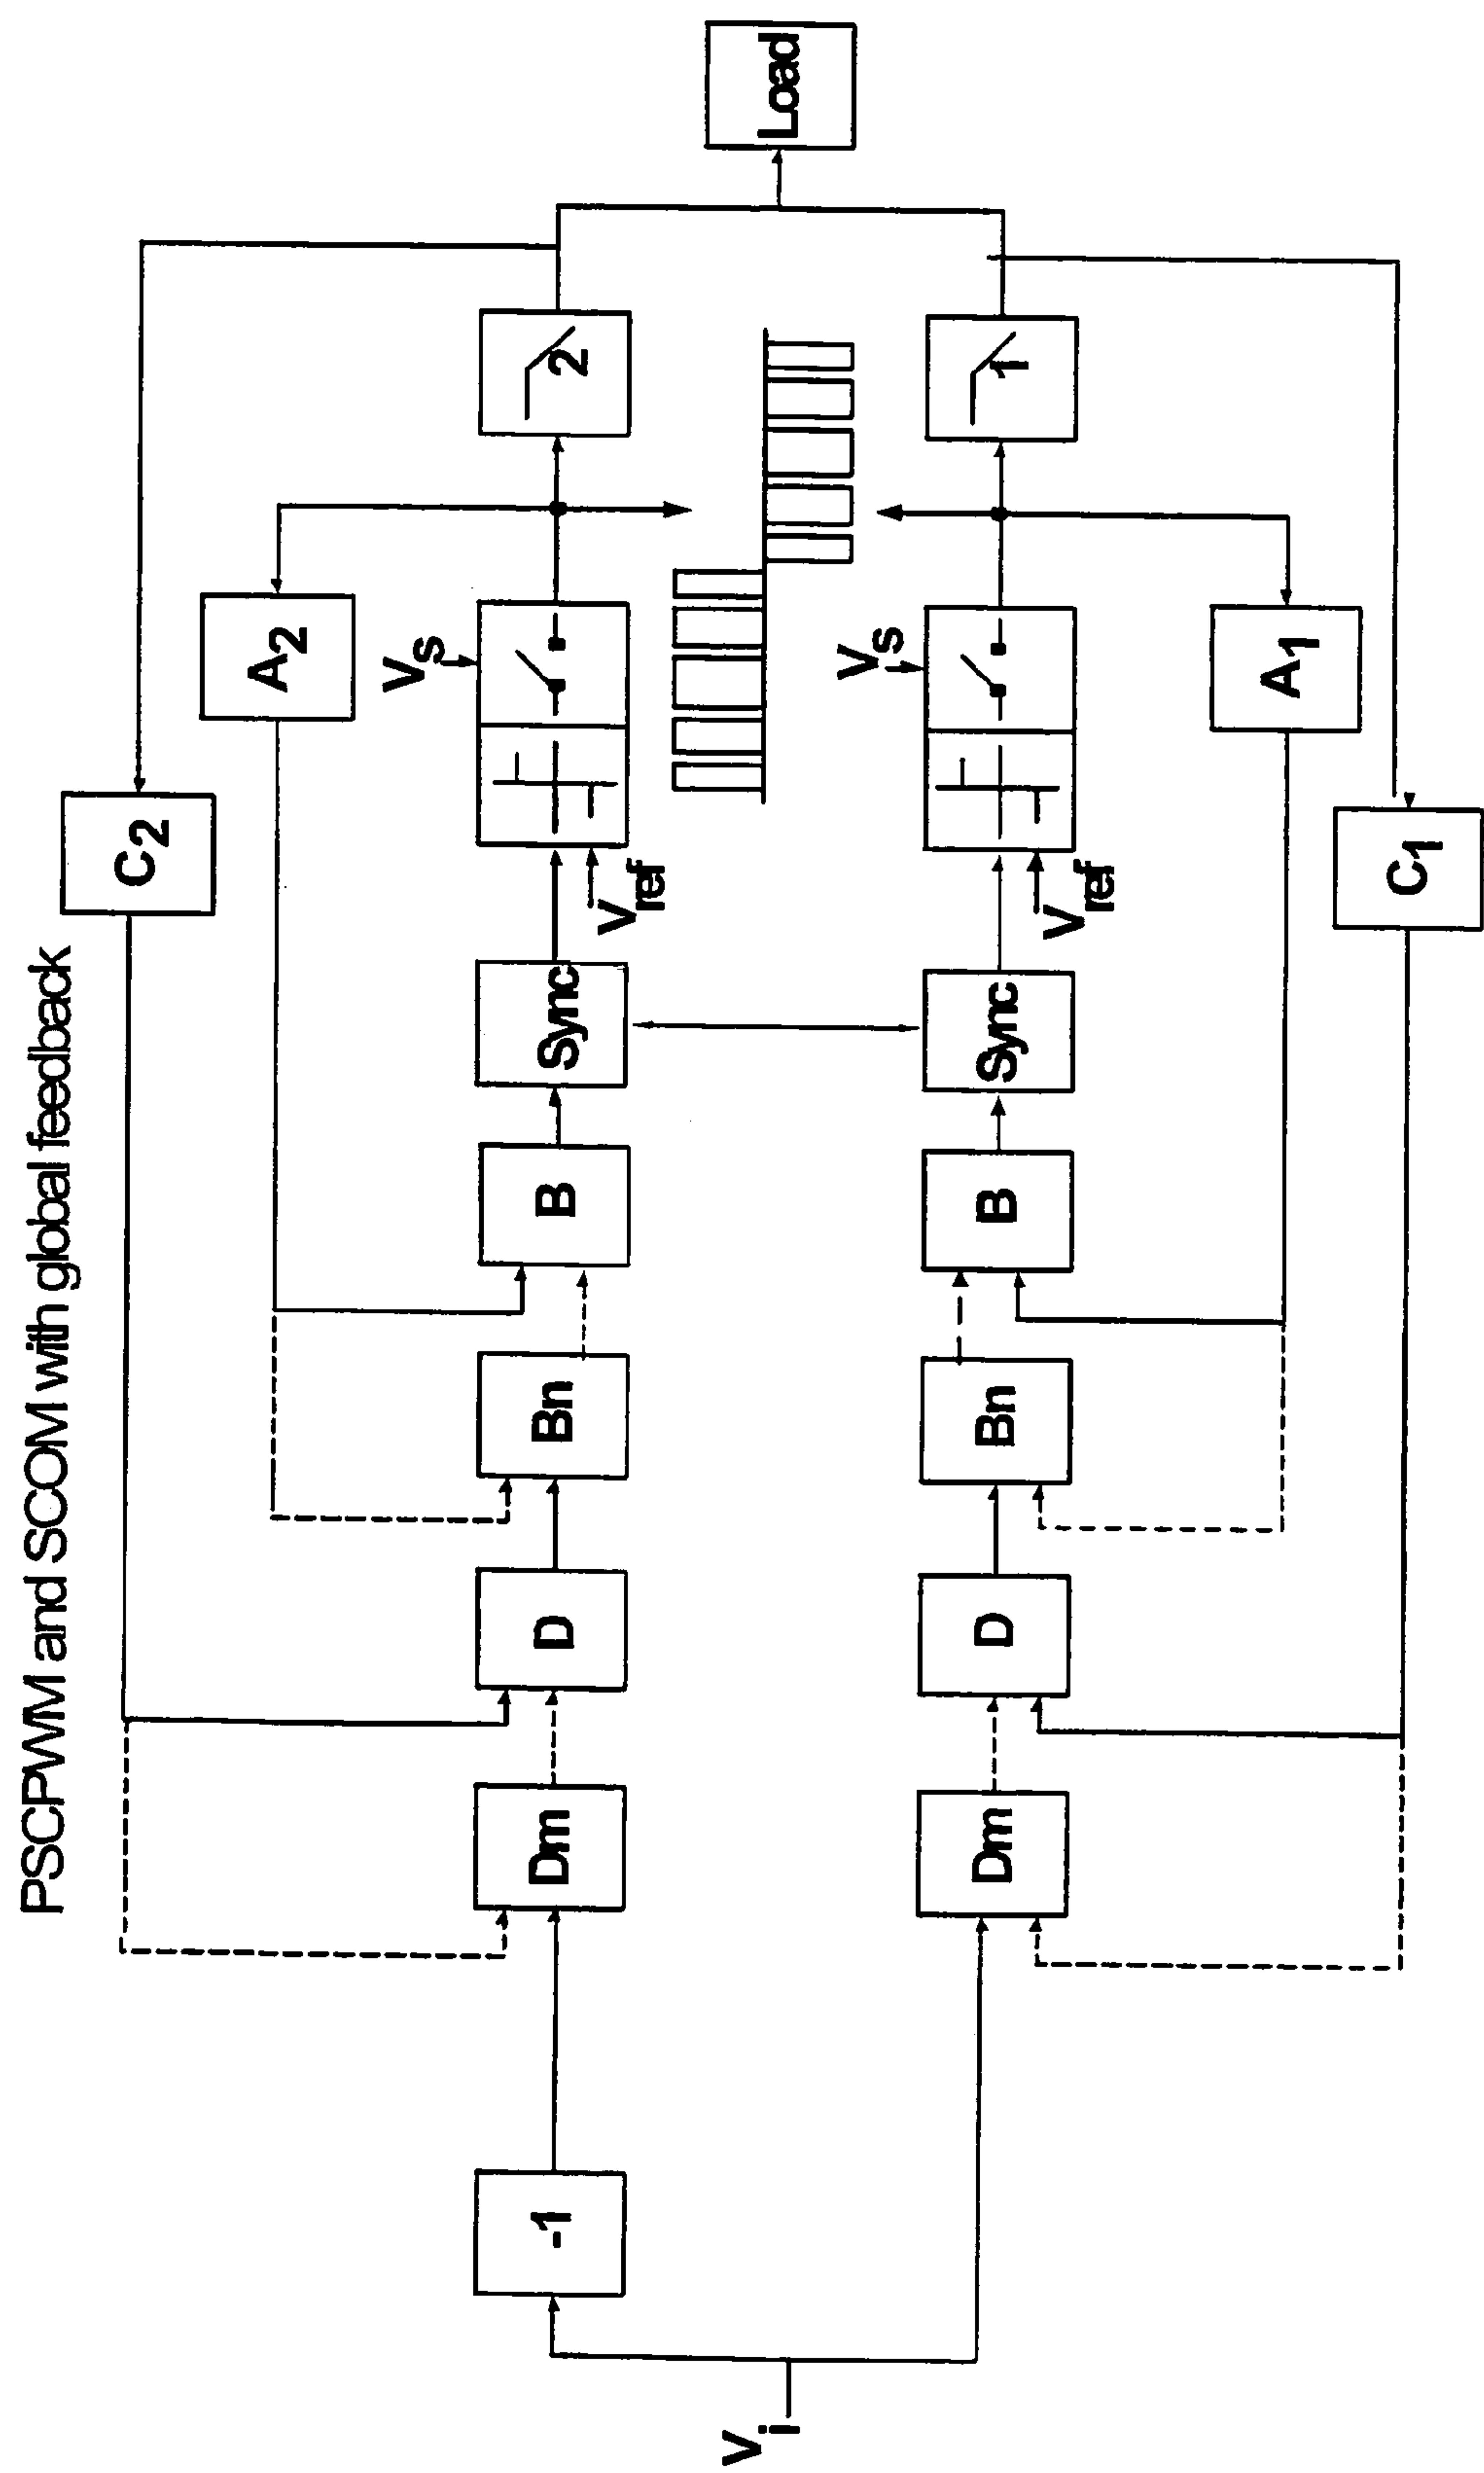 PSCPWM and SCOM with global feedback
C2
A2
Vs
-1
Dm
D
Bn
B
Sync
Vref
2
Vi
Load
Vs
Dm
D
Bn
B
Sync
Vref
1
A1
C1